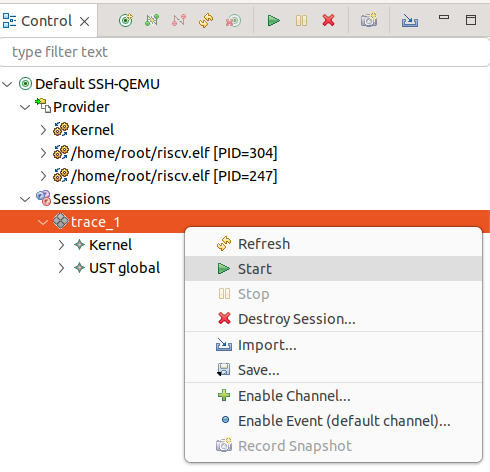 Control
type filter text
Default SSH-QEMU
Provider
Kernel
/home/root/riscv.elf [PID=304]
/home/root/riscv.elf [PID=247]
Sessions
trace_1
Kernel
UST global
Refresh
Start
Stop
Destroy Session...
Import...
Save...
Enable Channel...
Enable Event (default channel)...
Record Snapshot